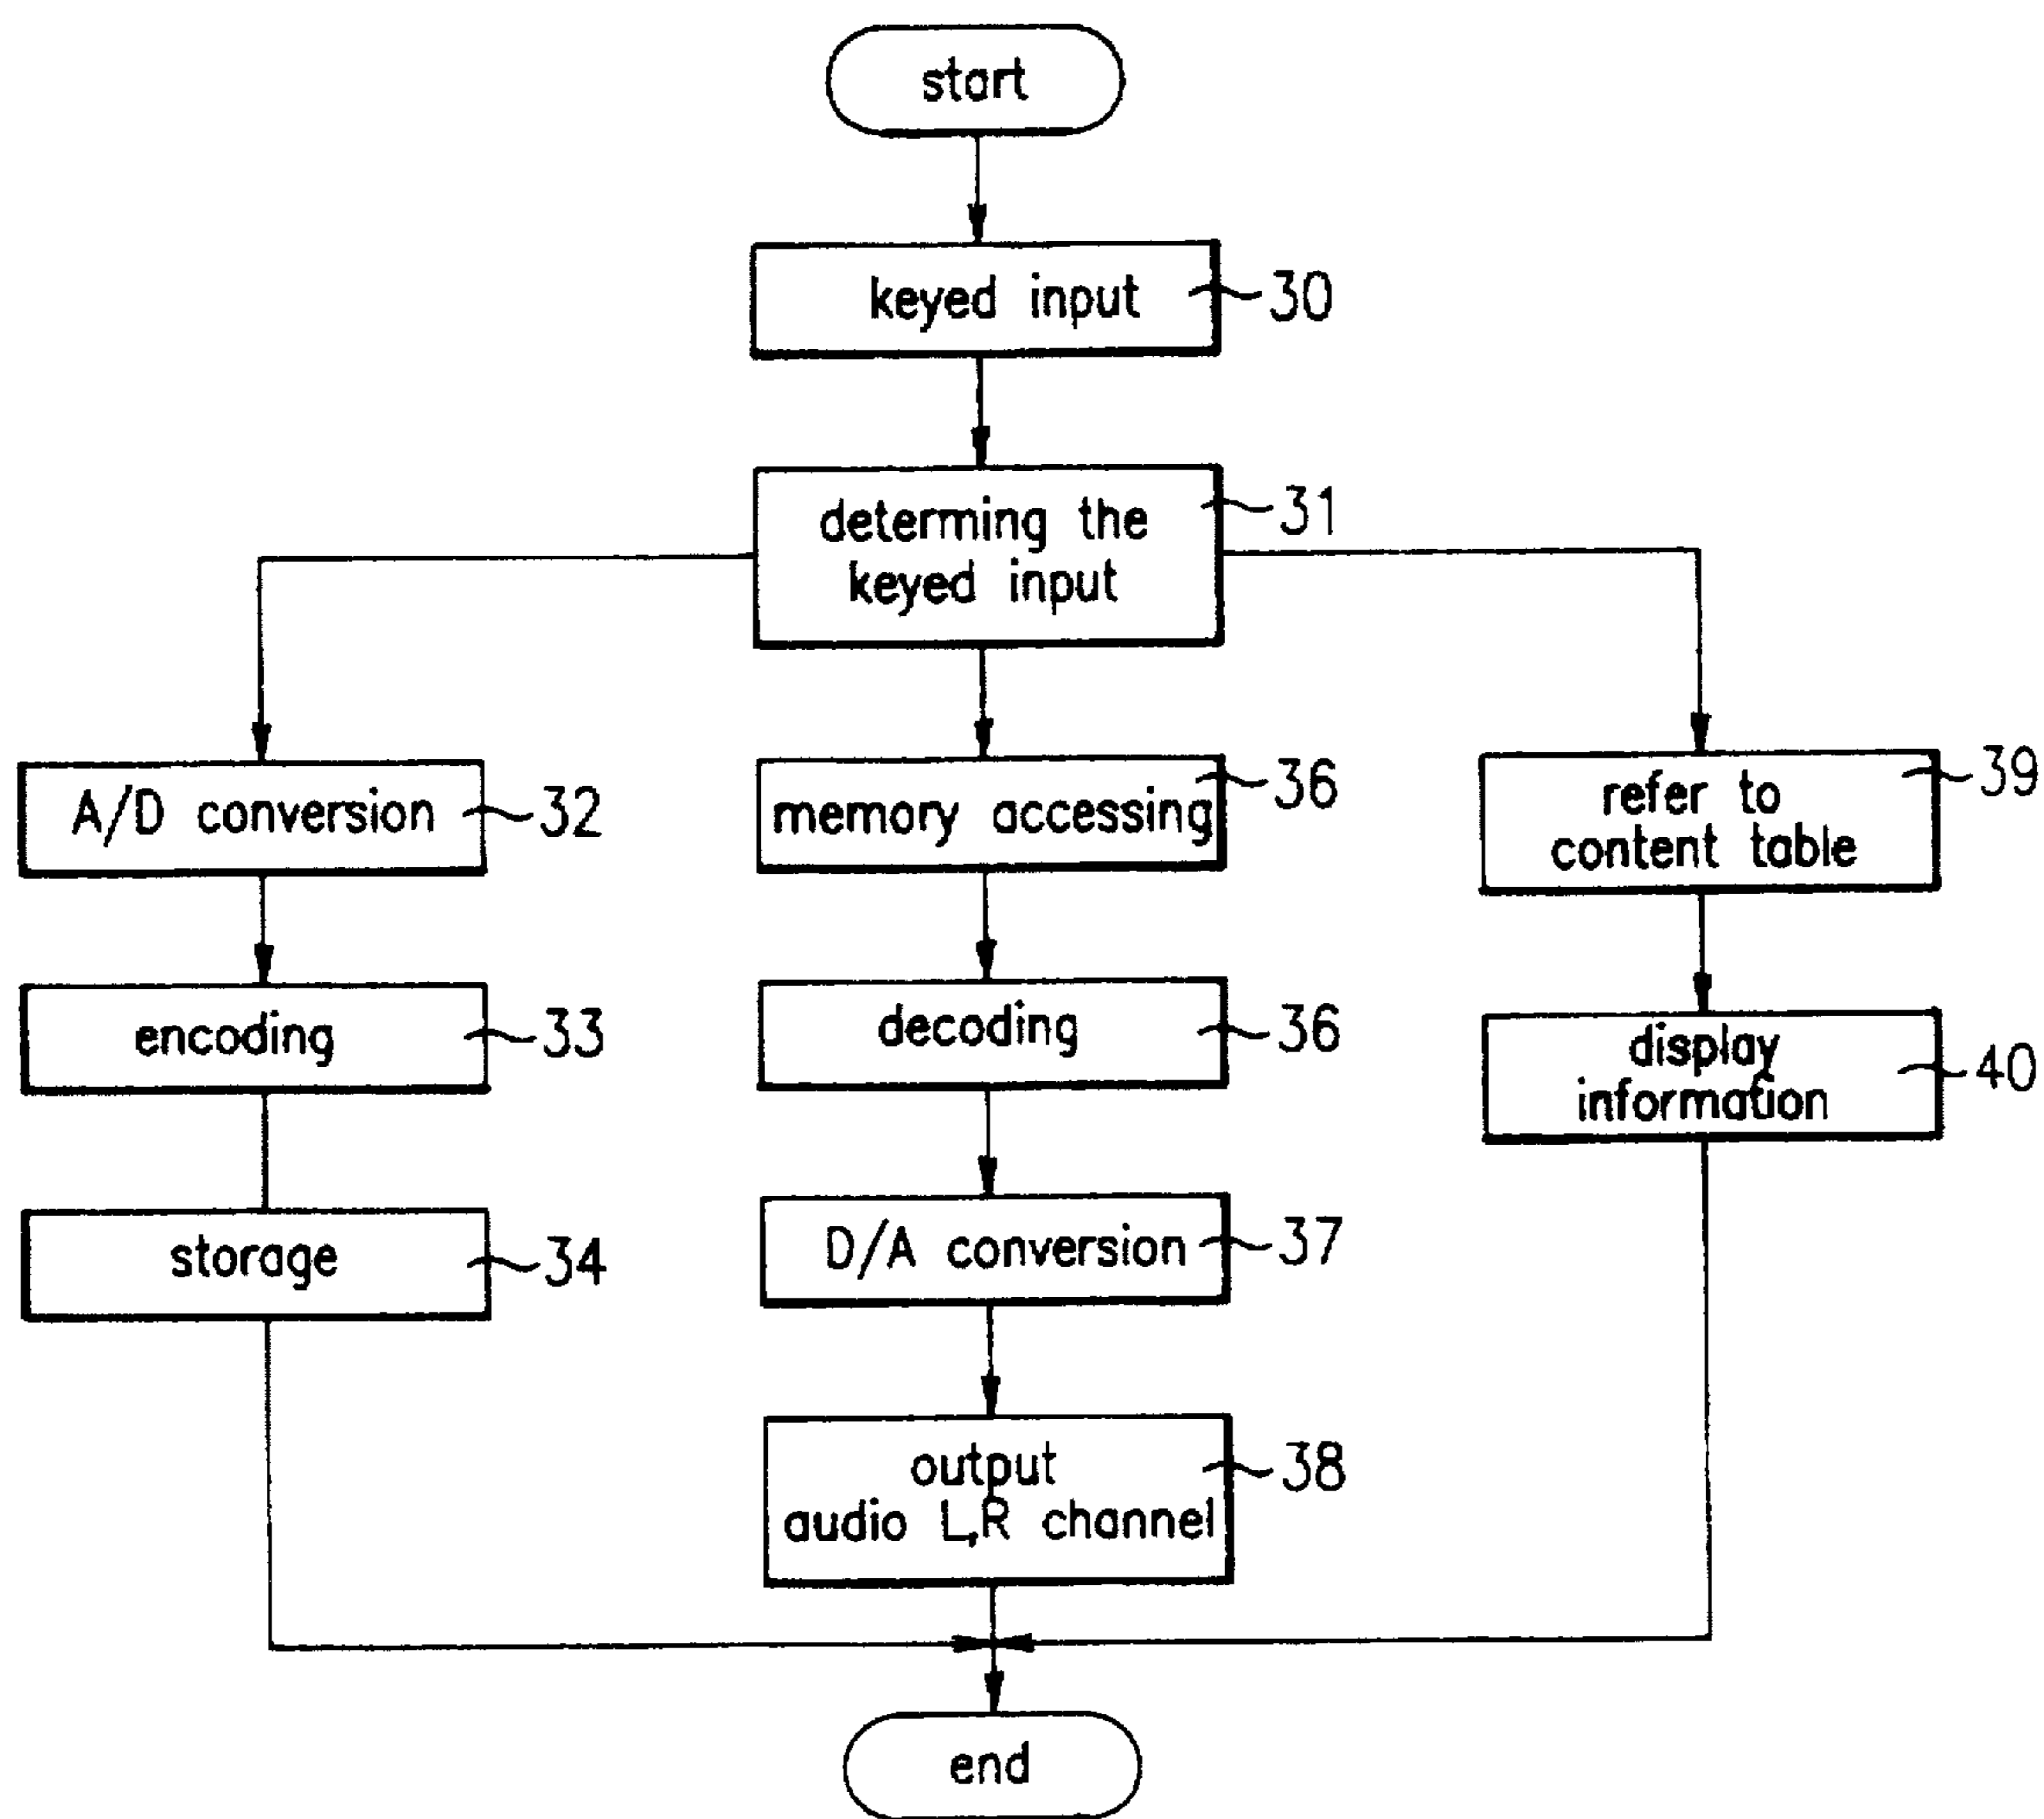 start
keyed input
30
determing the
keyed input
31
A/D conversion
32
memory accessing
36
refer to
content table
39
encoding
33
decoding
36
display
information
40
storage
34
D/A conversion
37
output
audio L,R channel
38
end